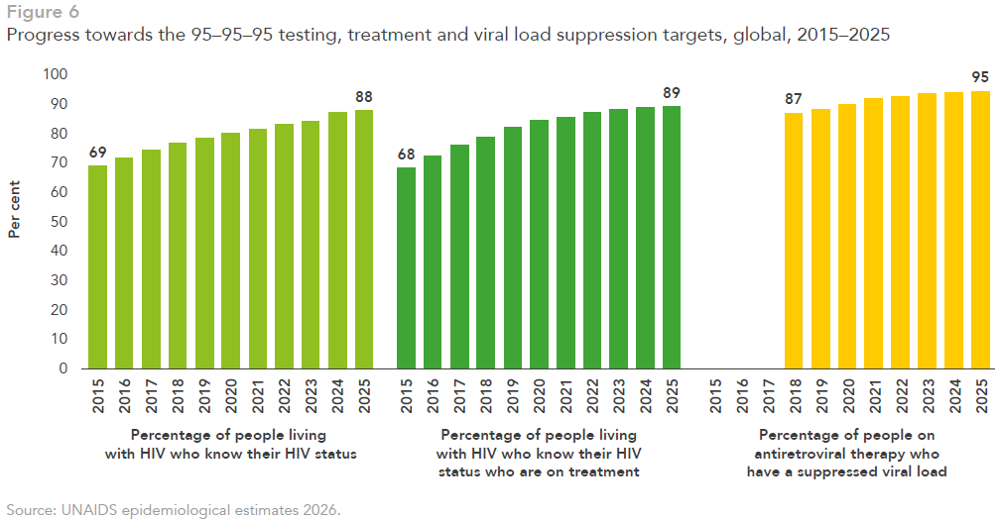 Figure 6
Progress towards the 95–95–95 testing, treatment and viral load suppression targets, global, 2015–2025
Per cent
100
90
80
70
60
50
40
30
20
10
0
69
88
68
89
87
95
2015 2016 2017 2018 2019 2020 2021 2022 2023 2024 2025
2015 2016 2017 2018 2019 2020 2021 2022 2023 2024 2025
2015 2016 2017 2018 2019 2020 2021 2022 2023 2024 2025
Percentage of people living
with HIV who know their HIV status
Percentage of people living
with HIV who know their HIV
status who are on treatment
Percentage of people on
antiretroviral therapy who
have a suppressed viral load
Source: UNAIDS epidemiological estimates 2026.